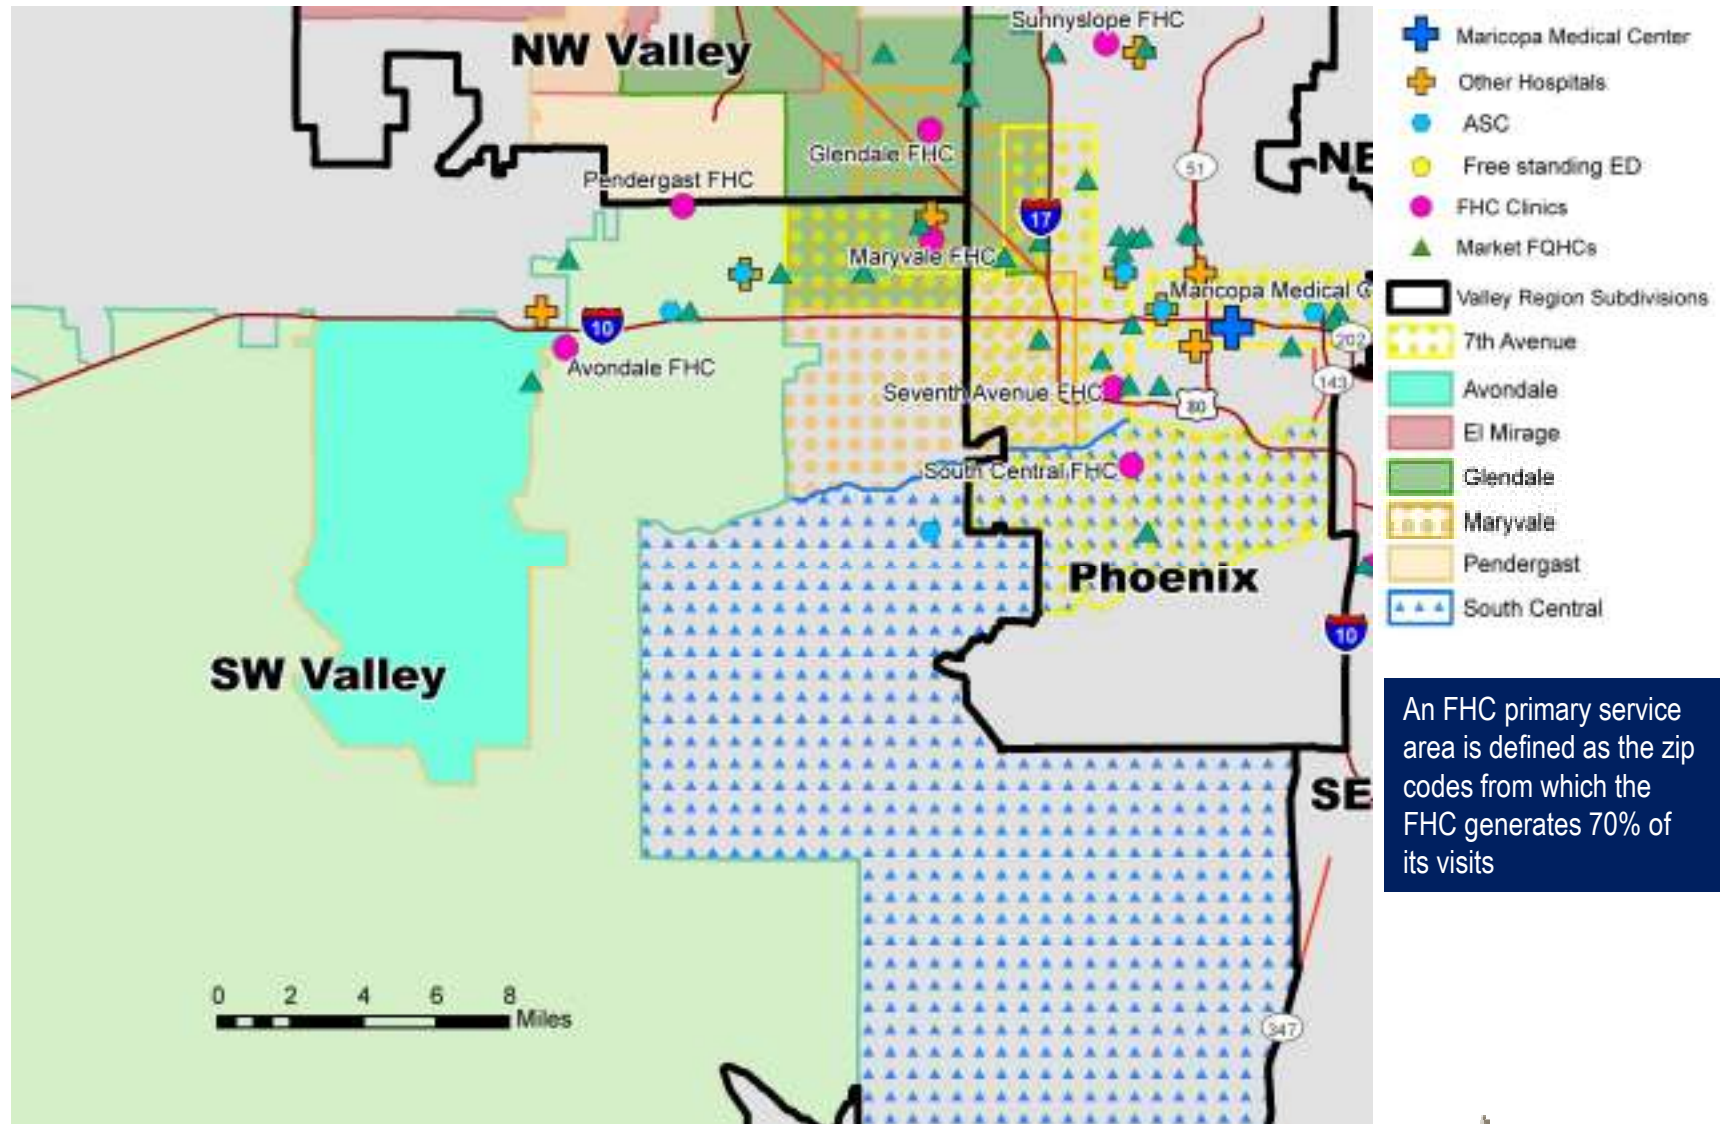 Sunnyslope FHC
NW Valley
51
NE
Glendale FHC
Pendergast FHC
17
Maryvale FHC
Maricopa Medical C
10
202
Avondale FHC
143
Seventh Avenue FHC
80
South Central FHC
Phoenix
10
SW Valley
SE
0 2 4 6 8
Miles
347
Maricopa Medical Center
Other Hospitals
ASC
Free standing ED
FHC Clinics
Market FQHCs
Valley Region Subdivisions
7th Avenue
Avondale
El Mirage
Glendale
Maryvale
Pendergast
South Central
An FHC primary service
area is defined as the zip
codes from which the
FHC generates 70% of
its visits